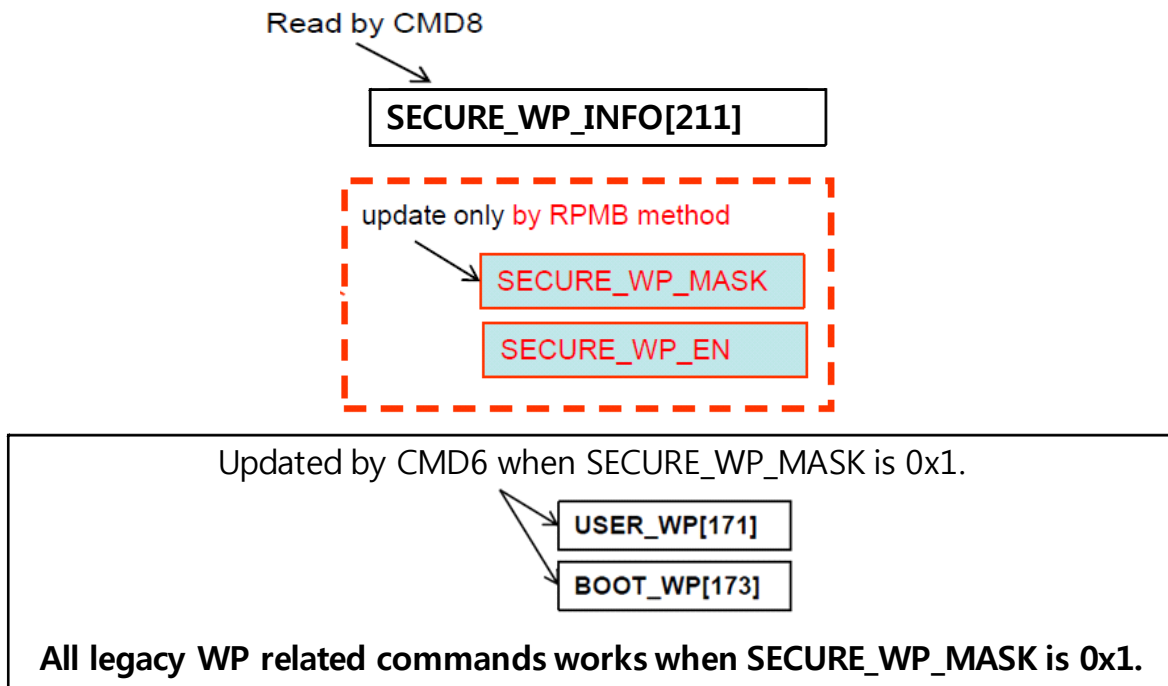 Read by CMD8
SECURE_WP_INFO[211]
update only by RPMB method
SECURE_WP_MASK
SECURE_WP_EN
Updated by CMD6 when SECURE_WP_MASK is 0x1.
USER_WP[171]
BOOT_WP[173]
All legacy WP related commands works when SECURE_WP_MASK is 0x1.